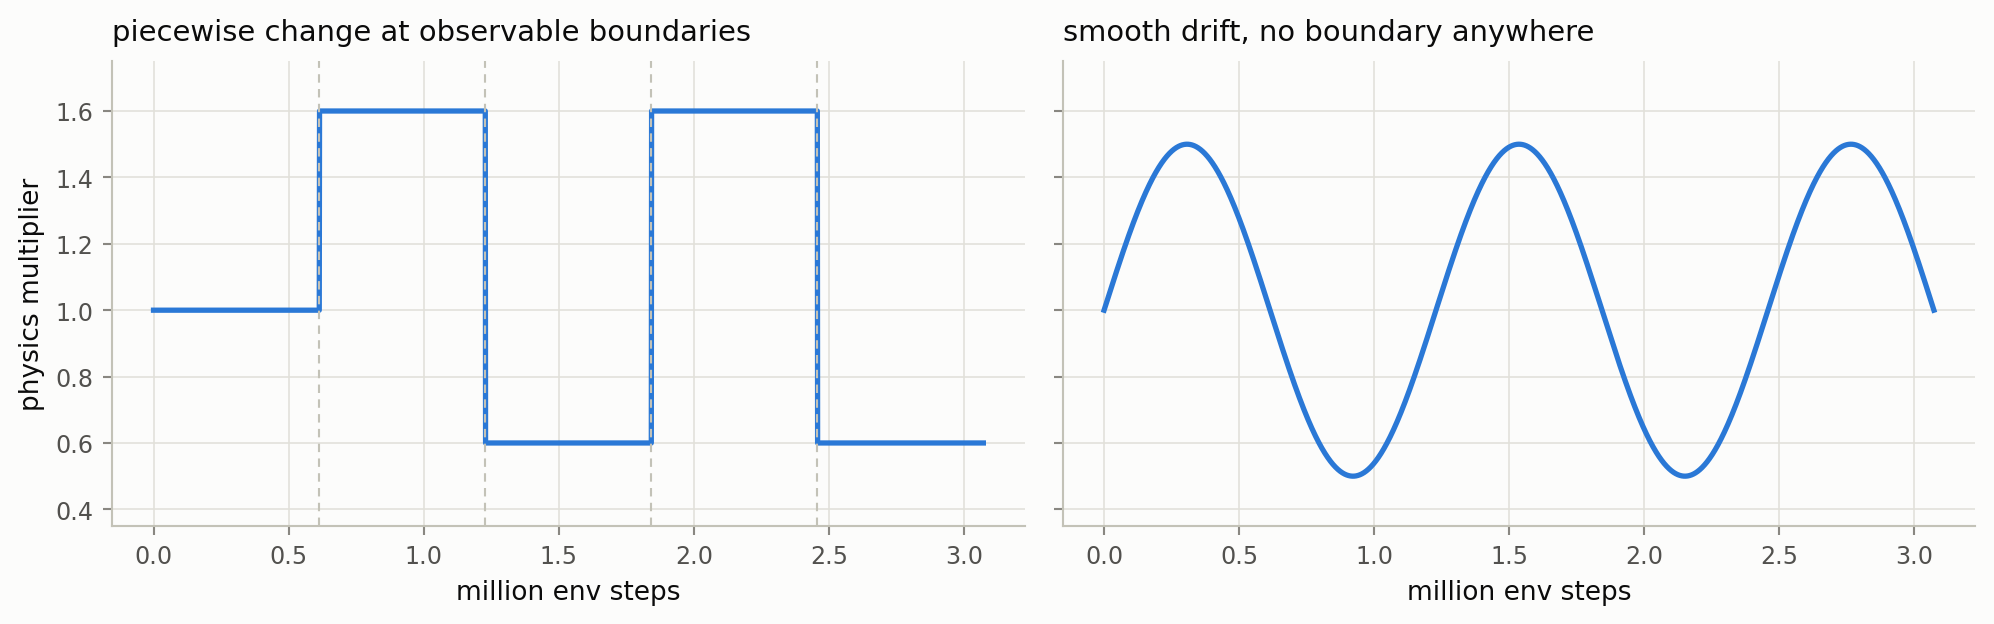 piecewise change at observable boundaries
smooth drift, no boundary anywhere
physics multiplier
1.6
1.4
1.2
1.0
0.8
0.6
0.4
0.0 0.5 1.0 1.5 2.0 2.5 3.0
0.0 0.5 1.0 1.5 2.0 2.5 3.0
million env steps
million env steps